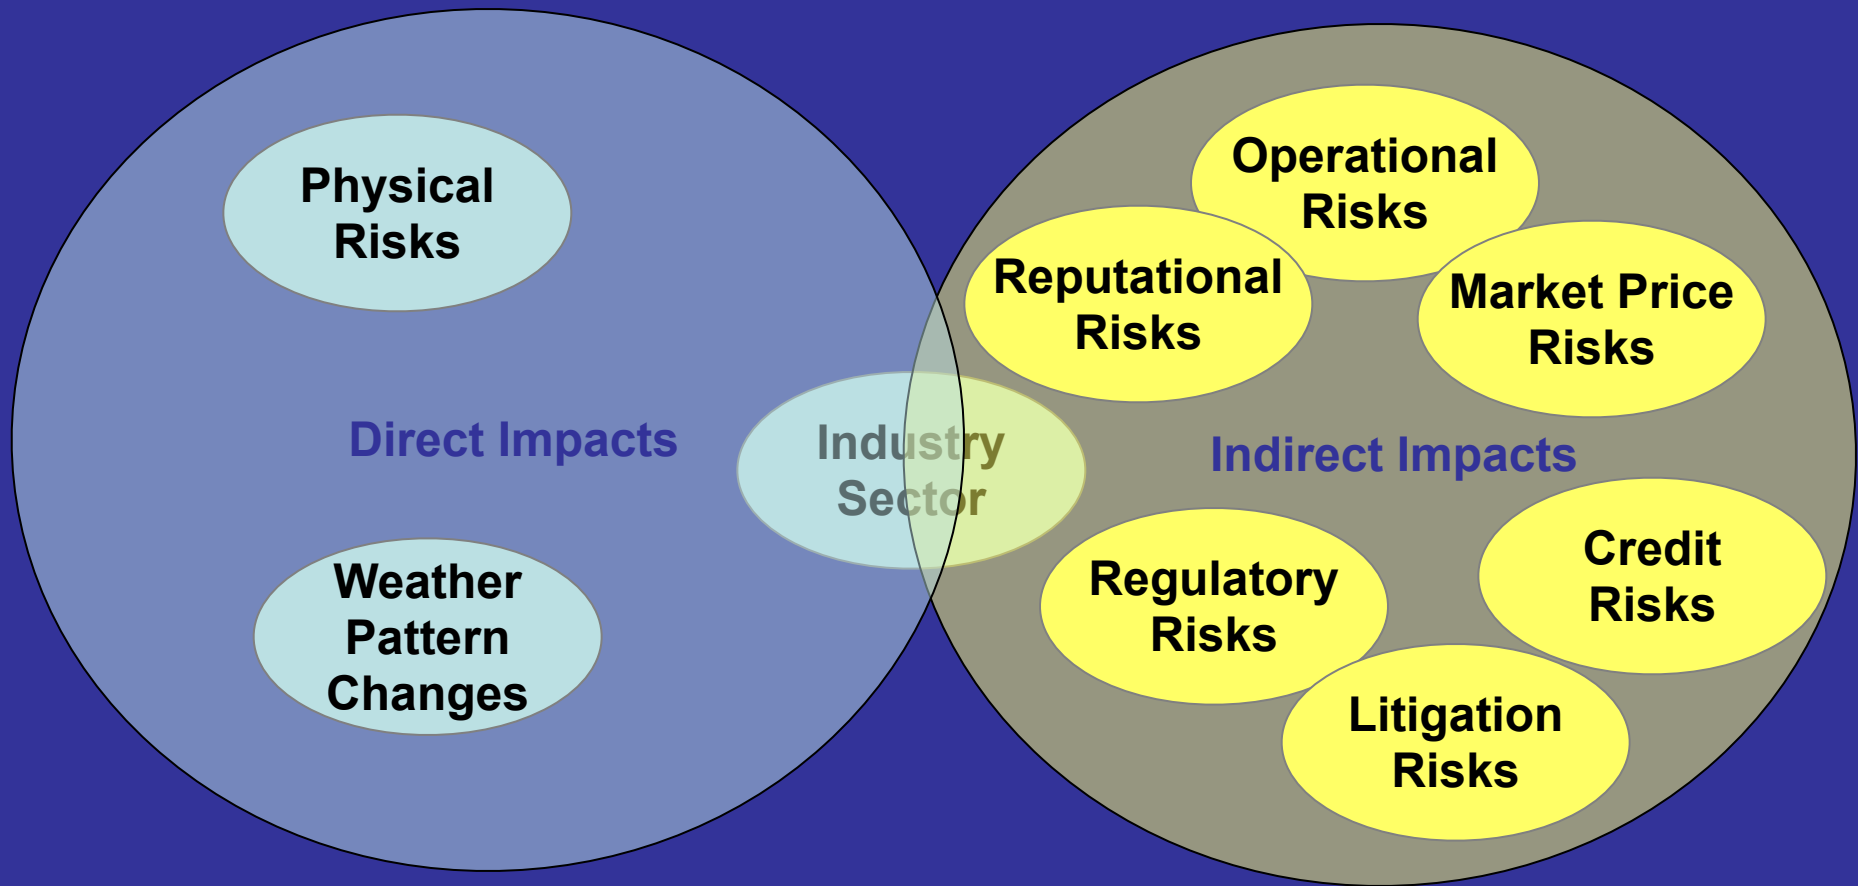 Physical
Risks
Direct Impacts
Weather
Pattern
Changes
Industry
Sector
Operational
Risks
Reputational
Risks
Market Price
Risks
Indirect Impacts
Regulatory
Risks
Credit
Risks
Litigation
Risks